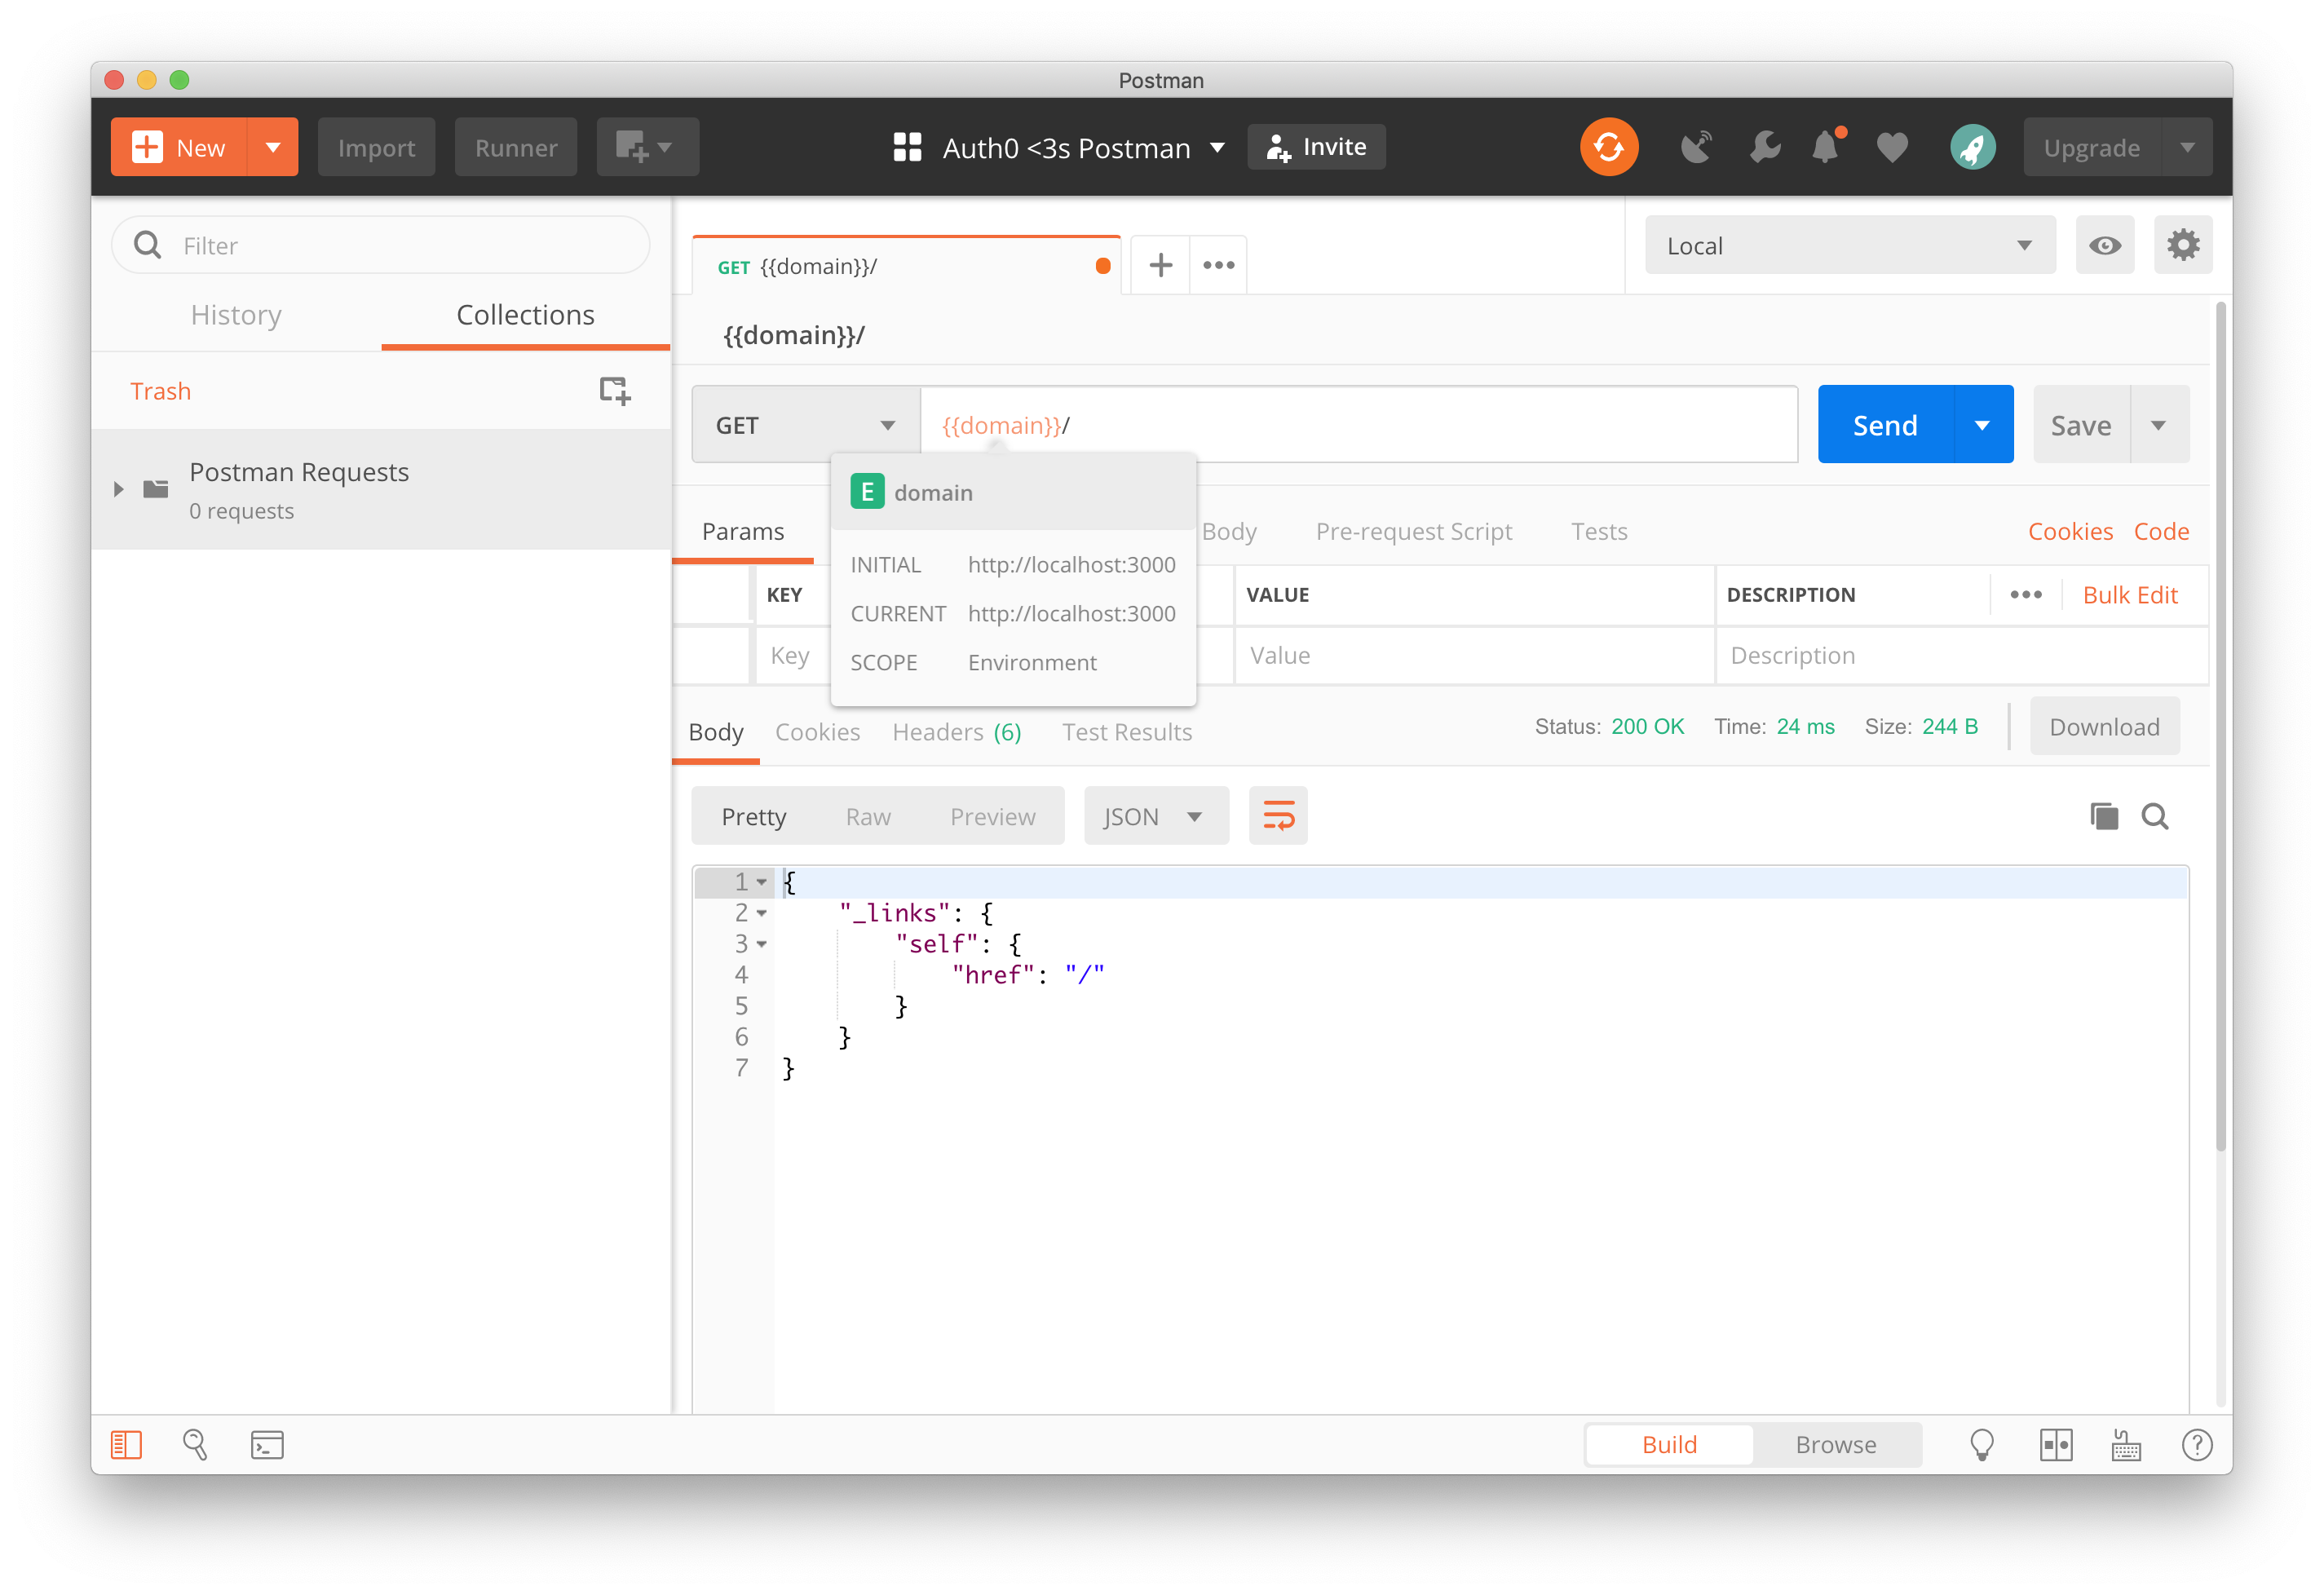 Postman
New Import Runner Auth0 <3s Postman Invite Upgrade
Filter
History Collections
Trash
Postman Requests
0 requests
GET {{domain}}/
Local
{{domain}}/
GET {{domain}}/ Send Save
E domain
INITIAL http://localhost:3000
CURRENT http://localhost:3000
SCOPE Environment
Params Body Pre-request Script Tests Cookies Code
KEY VALUE DESCRIPTION Bulk Edit
Key Value Description
Body Cookies Headers (6) Test Results Status: 200 OK Time: 24 ms Size: 244 B Download
Pretty Raw Preview JSON
1 {
2 "_links": {
3 "self": {
4 "href": "/"
5 }
6 }
7 }
Build Browse